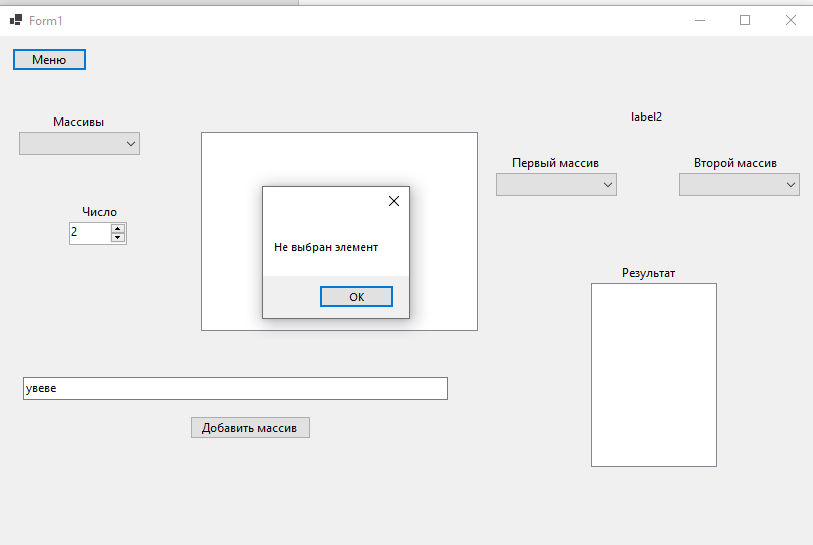 Form1
Меню
Массивы
label2
Первый массив
Второй массив
Число
2
Не выбран элемент
Результат
OK
увеве
Добавить массив